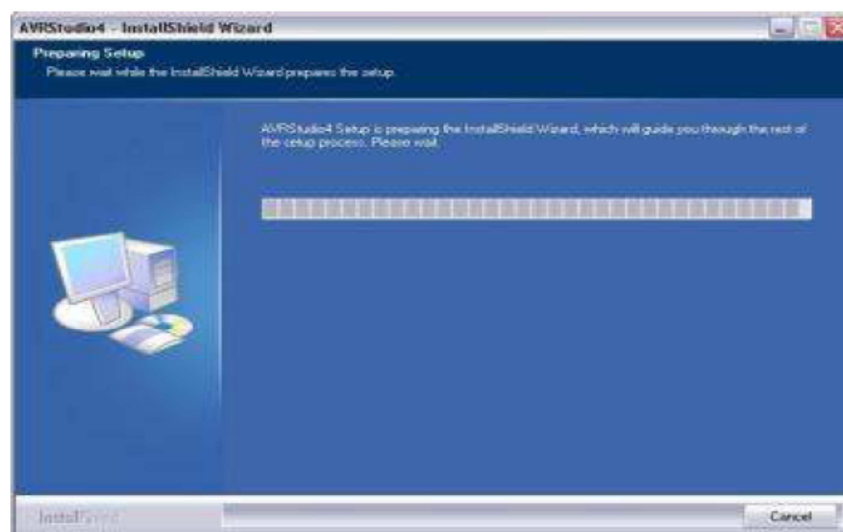 AVRStudio4 - InstallShield Wizard
Preparing Setup
Please wait while the InstallShield Wizard prepares the setup.
AVRStudio4 Setup is preparing the InstallShield Wizard, which will guide you through the rest of
the setup process. Please wait.
InstallShield
Cancel